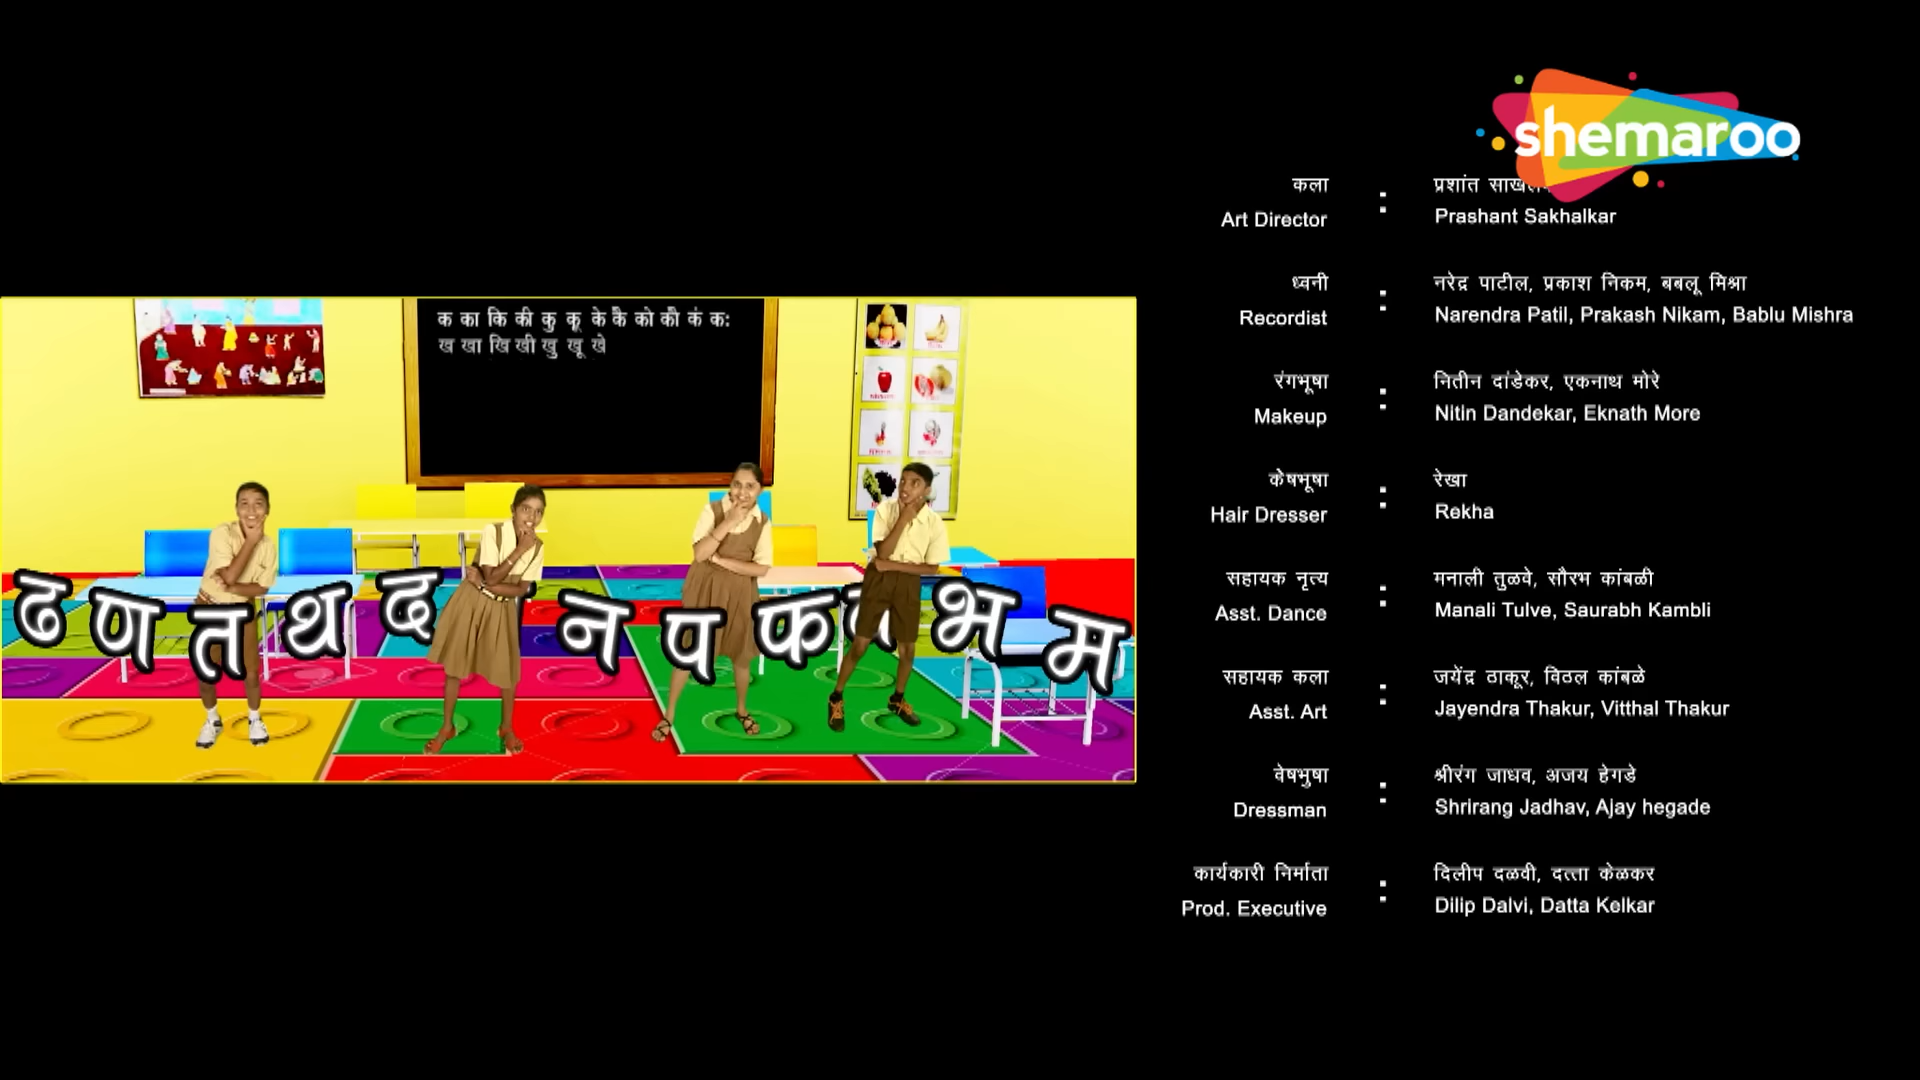 shemaroo
कला
Art Director
:
प्रशांत
Prashant Sakhalkar
ध्वनी
Recordist
:
नरेद्र पाटील, प्रकाश निकम, बबलू मिश्रा
Narendra Patil, Prakash Nikam, Bablu Mishra
रंगभूषा
Makeup
:
नितीन दांडेकर, एकनाथ मोरे
Nitin Dandekar, Eknath More
केषभूषा
Hair Dresser
:
रेखा
Rekha
सहायक नृत्य
Asst. Dance
:
मनाली तुळवे, सौरभ कांबळी
Manali Tulve, Saurabh Kambli
सहायक कला
Asst. Art
:
जयेंद्र ठाकूर, विठल कांबळे
Jayendra Thakur, Vitthal Thakur
वेषभुषा
Dressman
:
श्रीरंग जाधव, अजय हेगडे
Shrirang Jadhav, Ajay hegade
कार्यकारी निर्माता
Prod. Executive
:
दिलीप दळवी, दत्ता केळकर
Dilip Dalvi, Datta Kelkar
क का कि की कु कू के कै को कौ कं कः
ख खा खि खी खु खू खे
ढ ण त थ द न प फ भ म